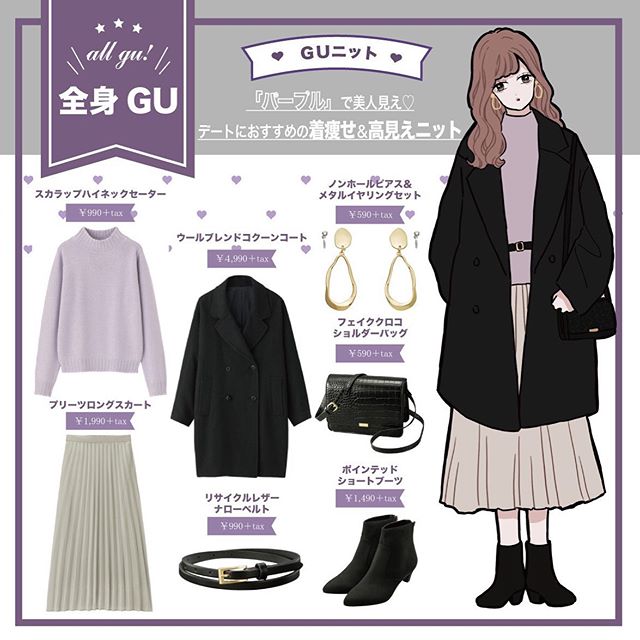 all gu!
全身 GU
GUニット
『パープル』で美人見え♡
デートにおすすめの着痩せ&高見えニット
スカラップハイネックセーター
￥990+tax
ウールブレンドコクーンコート
￥4,990+tax
ノンホールピアス&
メタルイヤリングセット
￥590+tax
フェイククロコ
ショルダーバッグ
￥590+tax
プリーツロングスカート
￥1,990+tax
リサイクルレザー
ナローベルト
￥990+tax
ポインテッド
ショートブーツ
￥1,490+tax